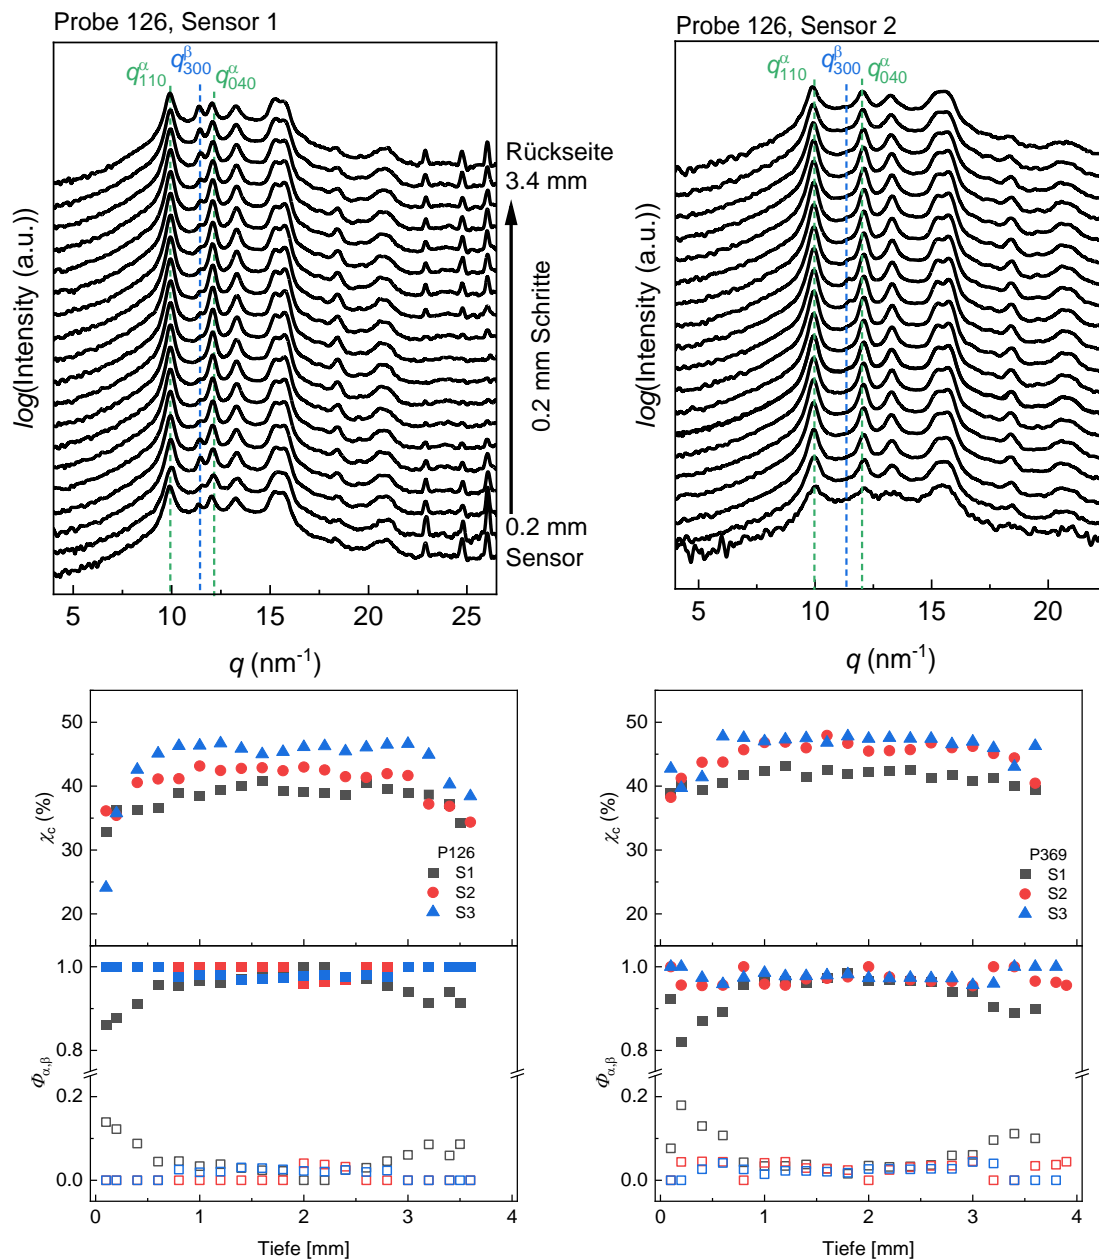 Probe 126, Sensor 1
q^α_110
q^β_300
q^α_040
log(Intensity (a.u.))
Rückseite
3.4 mm
0.2 mm Schritte
0.2 mm
Sensor
5 10 15 20 25
q (nm⁻¹)
Probe 126, Sensor 2
q^α_110
q^β_300
q^α_040
log(Intensity (a.u.))
5 10 15 20
q (nm⁻¹)
50
40
30
20
χc (%)
P126
S1
S2
S3
1.0
0.8
0.2
0.0
Φα,β
0 1 2 3 4
Tiefe [mm]
50
40
30
20
χc (%)
P369
S1
S2
S3
1.0
0.8
0.2
0.0
Φα,β
0 1 2 3 4
Tiefe [mm]